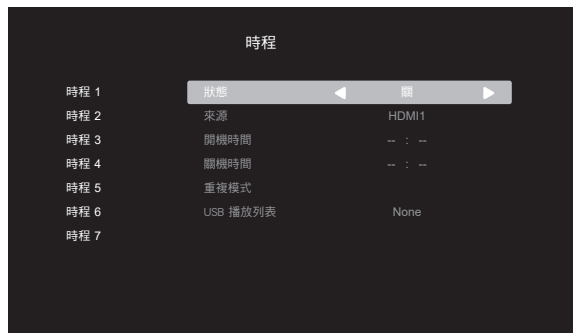 時程
時程 1 狀態 關
時程 2 來源 HDMI1
時程 3 開機時間 -- : --
時程 4 關機時間 -- : --
時程 5 重複模式
時程 6 USB 播放列表 None
時程 7